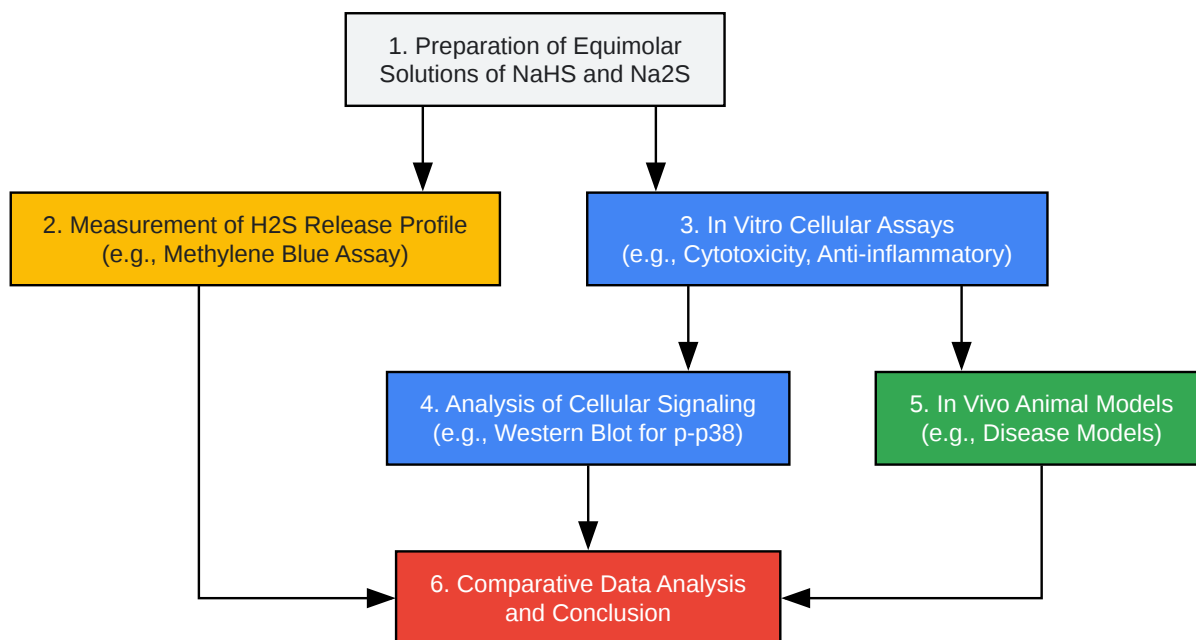 1. Preparation of Equimolar
Solutions of NaHS and Na2S
2. Measurement of H2S Release Profile
(e.g., Methylene Blue Assay)
3. In Vitro Cellular Assays
(e.g., Cytotoxicity, Anti-inflammatory)
4. Analysis of Cellular Signaling
(e.g., Western Blot for p-p38)
5. In Vivo Animal Models
(e.g., Disease Models)
6. Comparative Data Analysis
and Conclusion